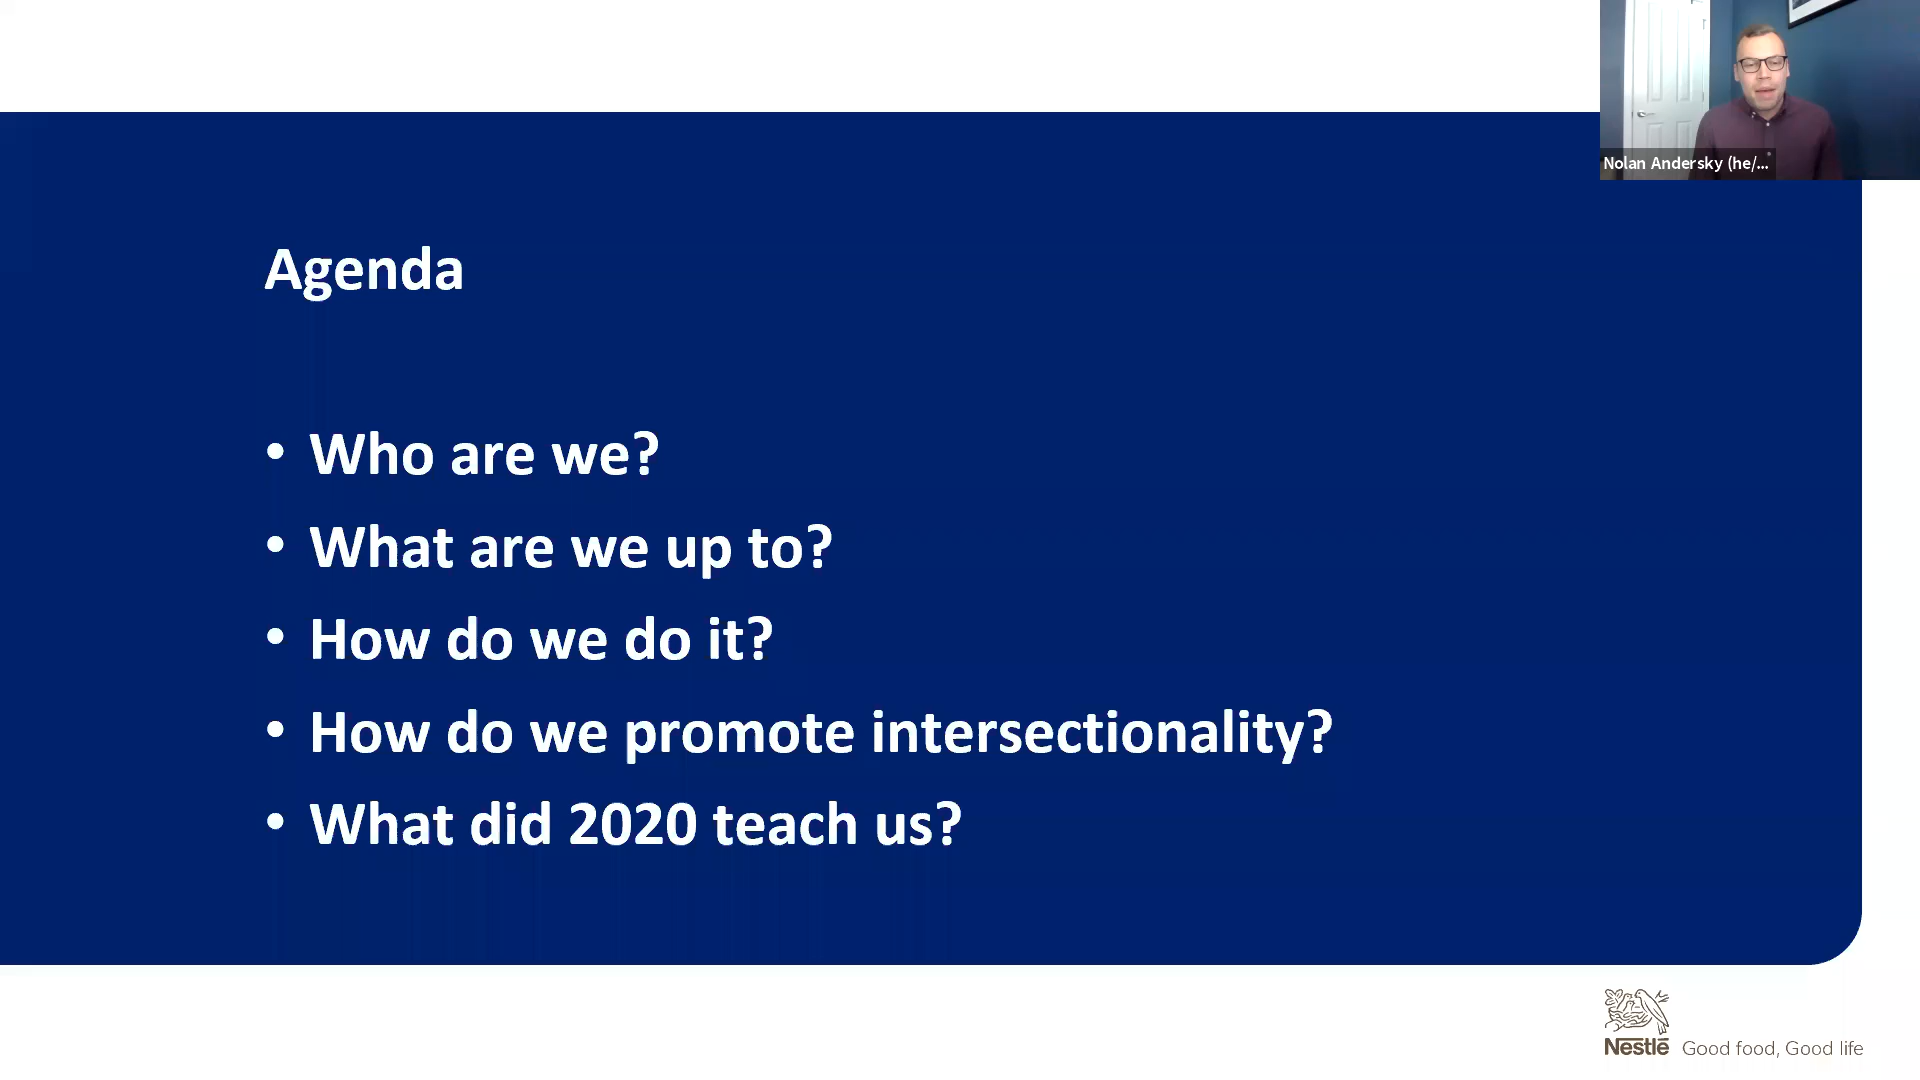 Nolan Andersky (he/...
Agenda
• Who are we?
• What are we up to?
• How do we do it?
• How do we promote intersectionality?
• What did 2020 teach us?
Nestlé Good food, Good life